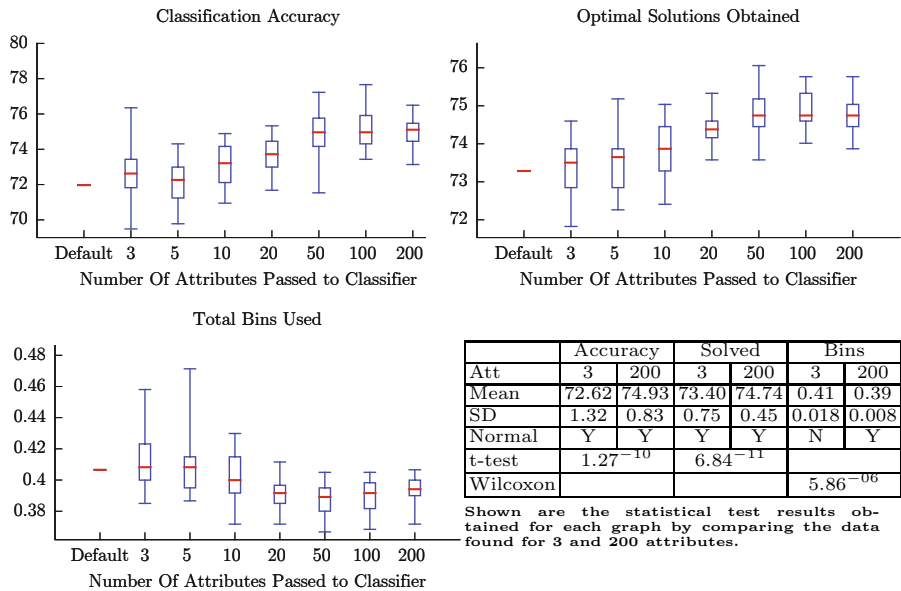 Classification Accuracy
80
78
76
74
72
70
Default 3 5 10 20 50 100 200
Number Of Attributes Passed to Classifier
Optimal Solutions Obtained
76
75
74
73
72
Default 3 5 10 20 50 100 200
Number Of Attributes Passed to Classifier
Total Bins Used
0.48
0.46
0.44
0.42
0.4
0.38
Default 3 5 10 20 50 100 200
Number Of Attributes Passed to Classifier
Accuracy Solved Bins
Att 3 200 3 200 3 200
Mean 72.62 74.93 73.40 74.74 0.41 0.39
SD 1.32 0.83 0.75 0.45 0.018 0.008
Normal Y Y Y Y N Y
t-test 1.27⁻¹⁰ 6.84⁻¹¹
Wilcoxon 5.86⁻⁰⁶
Shown are the statistical test results ob-
tained for each graph by comparing the data
found for 3 and 200 attributes.